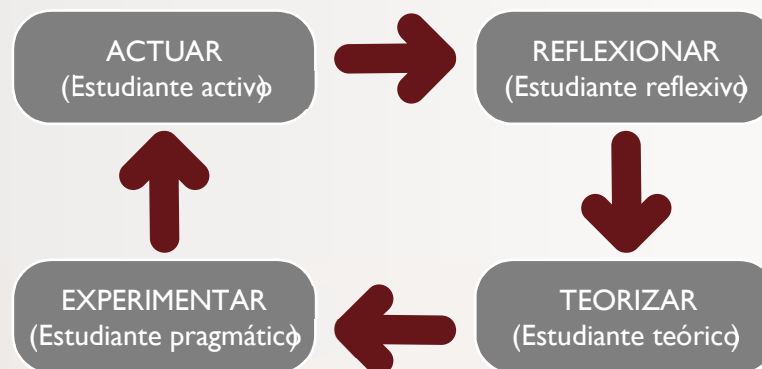 ACTUAR
(Estudiante activo)
REFLEXIONAR
(Estudiante reflexivo)
EXPERIMENTAR
(Estudiante pragmático)
TEORIZAR
(Estudiante teórico)